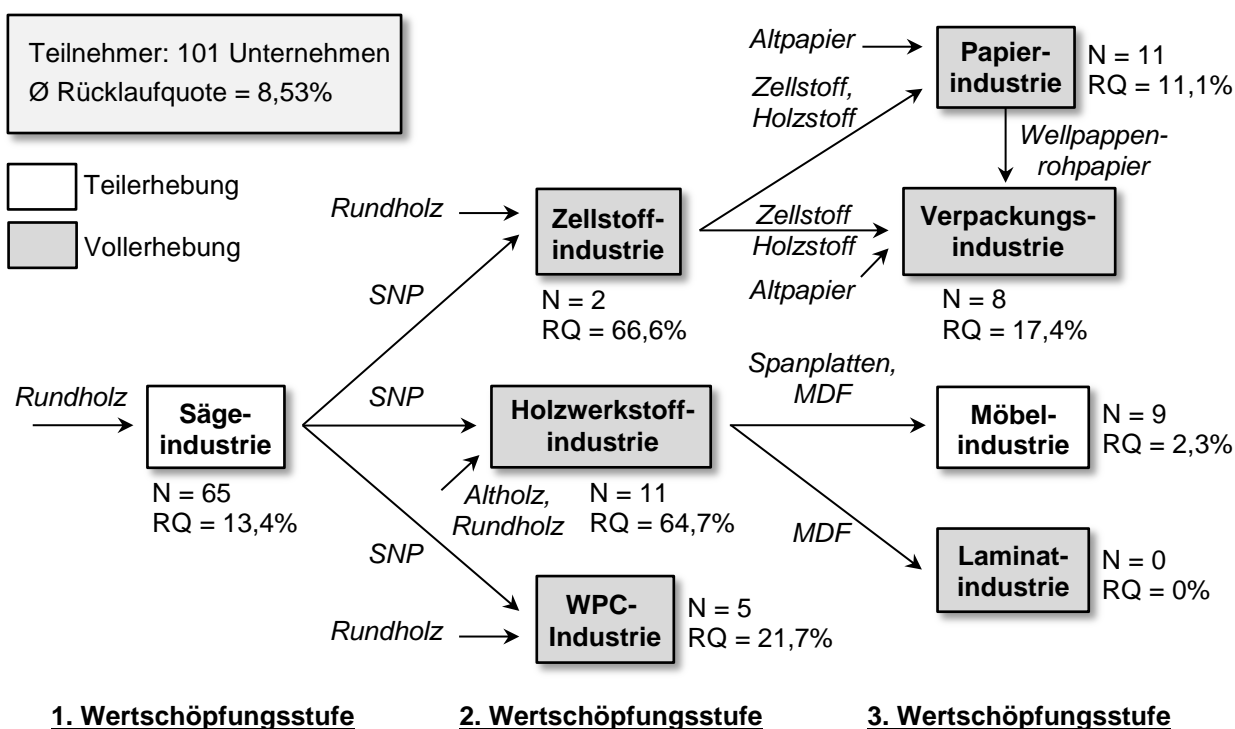 Teilnehmer: 101 Unternehmen
Ø Rücklaufquote = 8,53%
Teilerhebung
Vollerhebung
Altpapier
Zellstoff,
Holzstoff
Papier-
industrie
N = 11
RQ = 11,1%
Wellpappen-
rohpapier
Rundholz
Zellstoff-
industrie
N = 2
RQ = 66,6%
Zellstoff
Holzstoff
Altpapier
Verpackungs-
industrie
N = 8
RQ = 17,4%
SNP
Rundholz
Säge-
industrie
N = 65
RQ = 13,4%
SNP
Holzwerkstoff-
industrie
Altholz,
Rundholz
N = 11
RQ = 64,7%
Spanplatten,
MDF
Möbel-
industrie
N = 9
RQ = 2,3%
SNP
MDF
Laminat-
industrie
N = 0
RQ = 0%
Rundholz
WPC-
Industrie
N = 5
RQ = 21,7%
1. Wertschöpfungsstufe
2. Wertschöpfungsstufe
3. Wertschöpfungsstufe